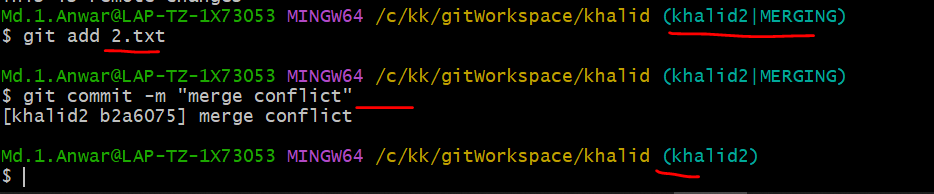 Md.1.Anwar@LAP-TZ-1X73053 MINGW64 /c/kk/gitWorkspace/khalid (khalid2|MERGING)
$ git add 2.txt
Md.1.Anwar@LAP-TZ-1X73053 MINGW64 /c/kk/gitWorkspace/khalid (khalid2|MERGING)
$ git commit -m "merge conflict"
[khalid2 b2a6075] merge conflict
Md.1.Anwar@LAP-TZ-1X73053 MINGW64 /c/kk/gitWorkspace/khalid (khalid2)
$